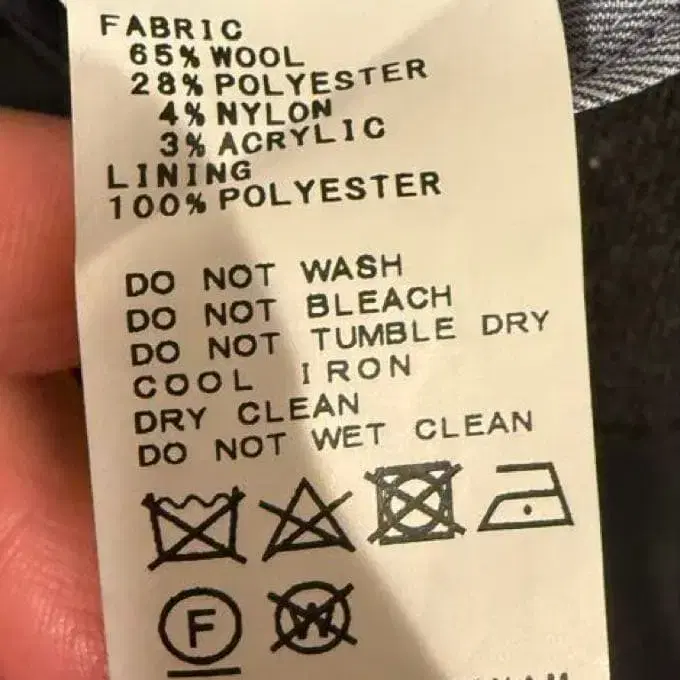 FABRIC
65% WOOL
28% POLYESTER
4% NYLON
3% ACRYLIC
LINING
100% POLYESTER
DO NOT WASH
DO NOT BLEACH
DO NOT TUMBLE DRY
COOL IRON
DRY CLEAN
DO NOT WET CLEAN
F W